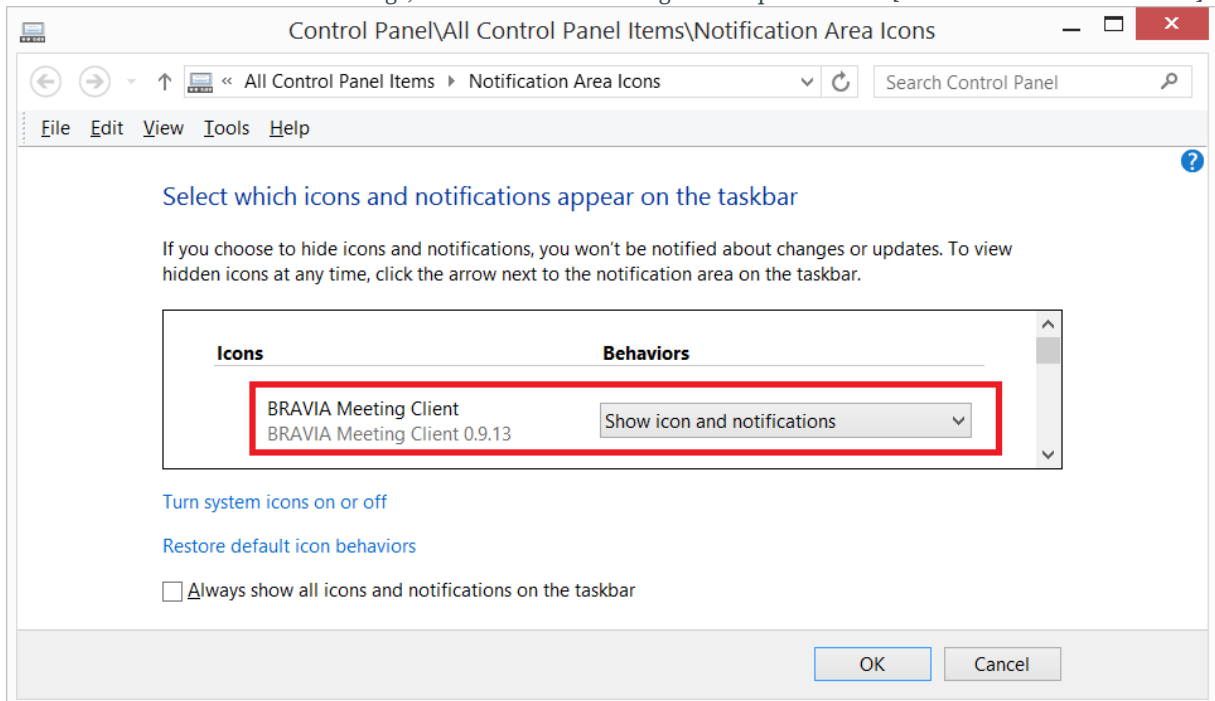 Control Panel\All Control Panel Items\Notification Area Icons
« All Control Panel Items Notification Area Icons
Search Control Panel
File Edit View Tools Help
?
Select which icons and notifications appear on the taskbar
If you choose to hide icons and notifications, you won't be notified about changes or updates. To view
hidden icons at any time, click the arrow next to the notification area on the taskbar.
Icons Behaviors
BRAVIA Meeting Client
BRAVIA Meeting Client 0.9.13
Show icon and notifications
Turn system icons on or off
Restore default icon behaviors
Always show all icons and notifications on the taskbar
OK Cancel